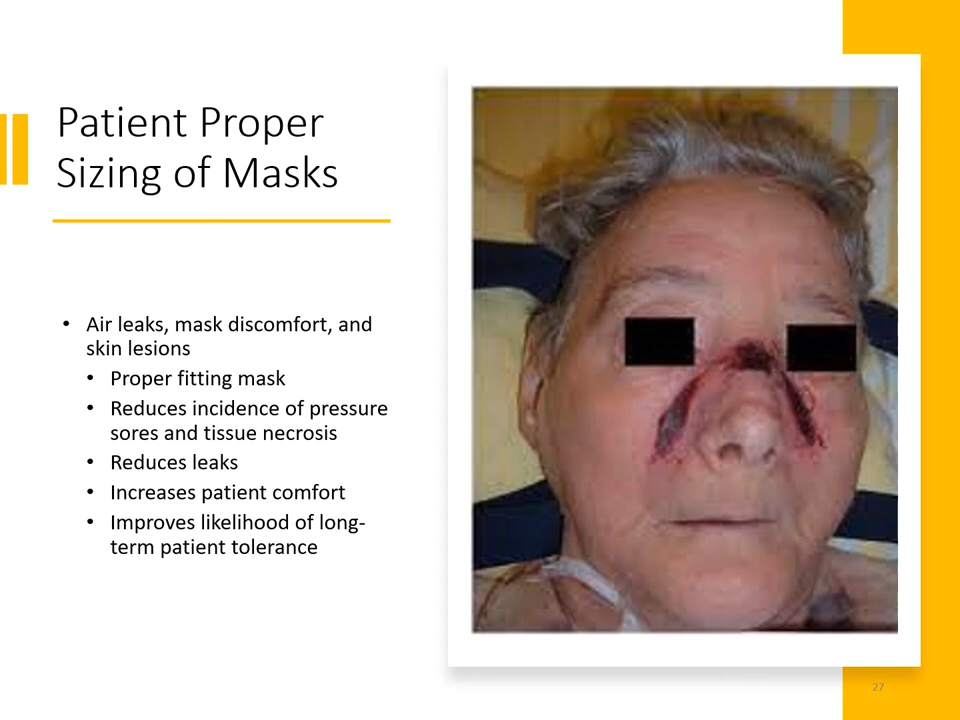 Patient Proper
Sizing of Masks
• Air leaks, mask discomfort, and
skin lesions
• Proper fitting mask
• Reduces incidence of pressure
sores and tissue necrosis
• Reduces leaks
• Increases patient comfort
• Improves likelihood of long-
term patient tolerance
27